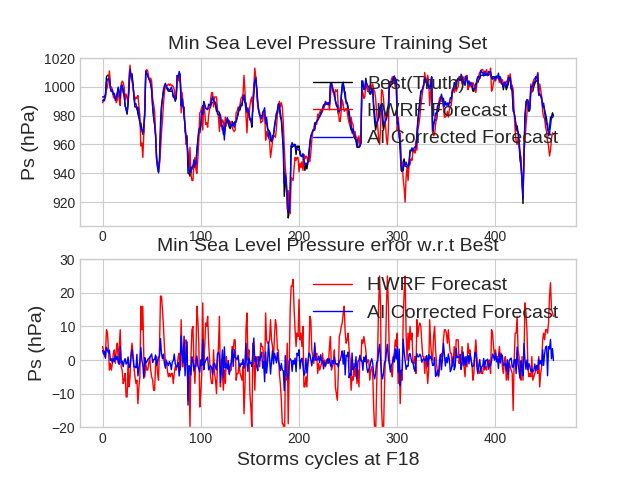 Min Sea Level Pressure Training Set
1020
1000
980
960
940
920
Ps (hPa)
Best(Truth)
HWRF Forecast
AI Corrected Forecast
0 100 200 300 400
Min Sea Level Pressure error w.r.t Best
30
20
10
0
−10
−20
Ps (hPa)
HWRF Forecast
AI Corrected Forecast
0 100 200 300 400
Storms cycles at F18